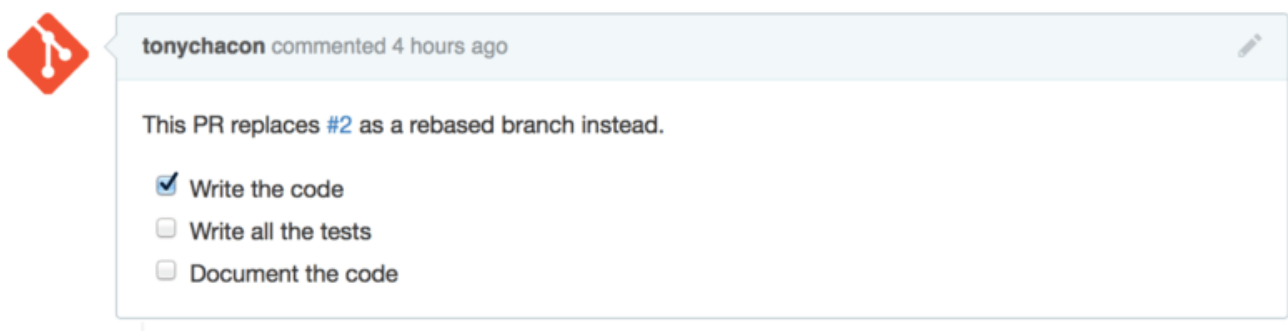 tonychacon commented 4 hours ago
This PR replaces #2 as a rebased branch instead.
Write the code
Write all the tests
Document the code